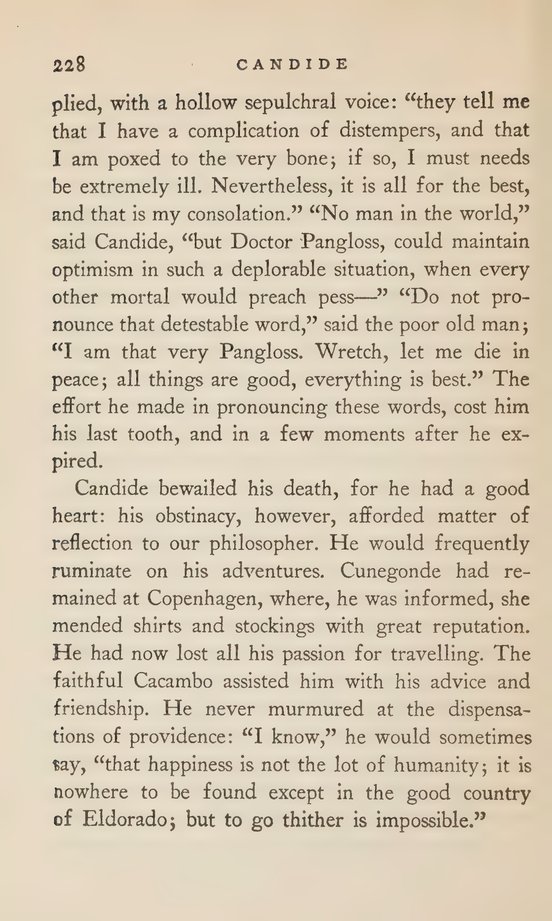 228 CANDIDE
plied, with a hollow sepulchral voice: “they tell me
that I have a complication of distempers, and that
I am poxed to the very bone; if so, I must needs
be extremely ill. Nevertheless, it is all for the best,
and that is my consolation.” “No man in the world,”
said Candide, “but Doctor Pangloss, could maintain
optimism in such a deplorable situation, when every
other mortal would preach pess—” “Do not pro-
nounce that detestable word,” said the poor old man;
“I am that very Pangloss. Wretch, let me die in
peace; all things are good, everything is best.” The
effort he made in pronouncing these words, cost him
his last tooth, and in a few moments after he ex-
pired.
Candide bewailed his death, for he had a good
heart: his obstinacy, however, afforded matter of
reflection to our philosopher. He would frequently
ruminate on his adventures. Cunegonde had re-
mained at Copenhagen, where, he was informed, she
mended shirts and stockings with great reputation.
He had now lost all his passion for travelling. The
faithful Cacambo assisted him with his advice and
friendship. He never murmured at the dispensa-
tions of providence: “I know,” he would sometimes
say, “that happiness is not the lot of humanity; it is
nowhere to be found except in the good country
of Eldorado; but to go thither is impossible.”